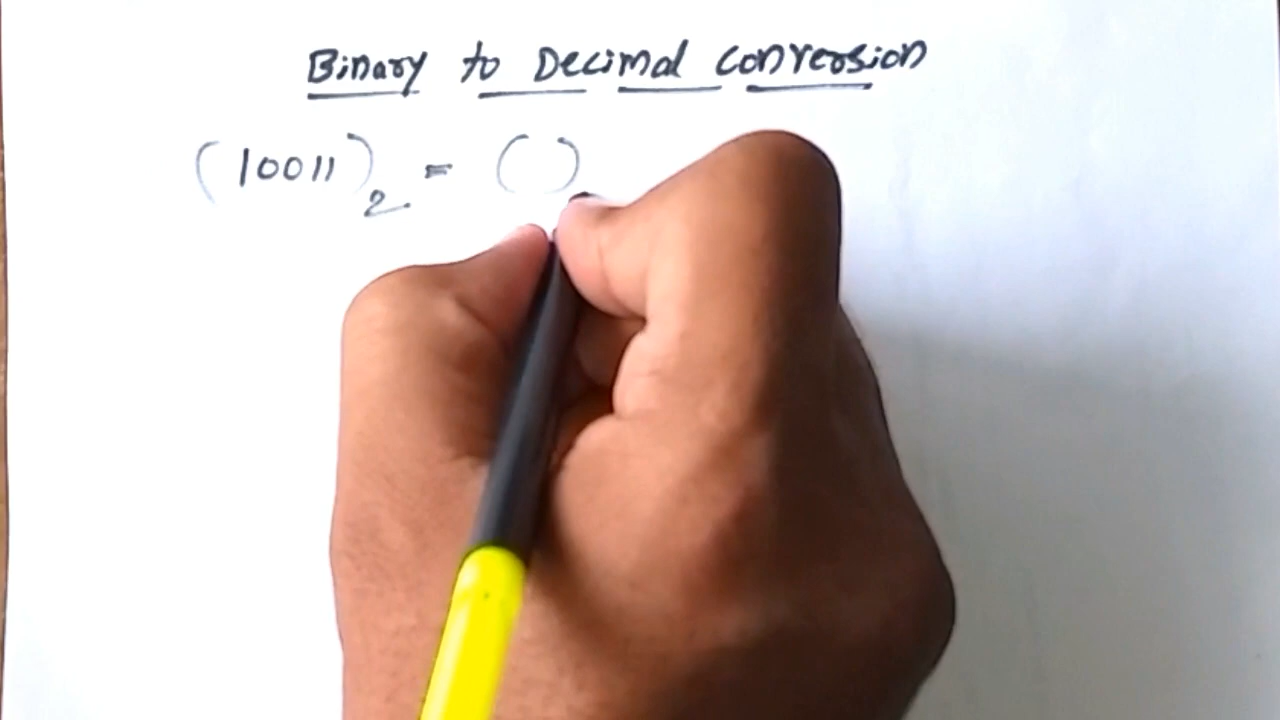 Binary to Decimal conversion
(10011)2 = ( )